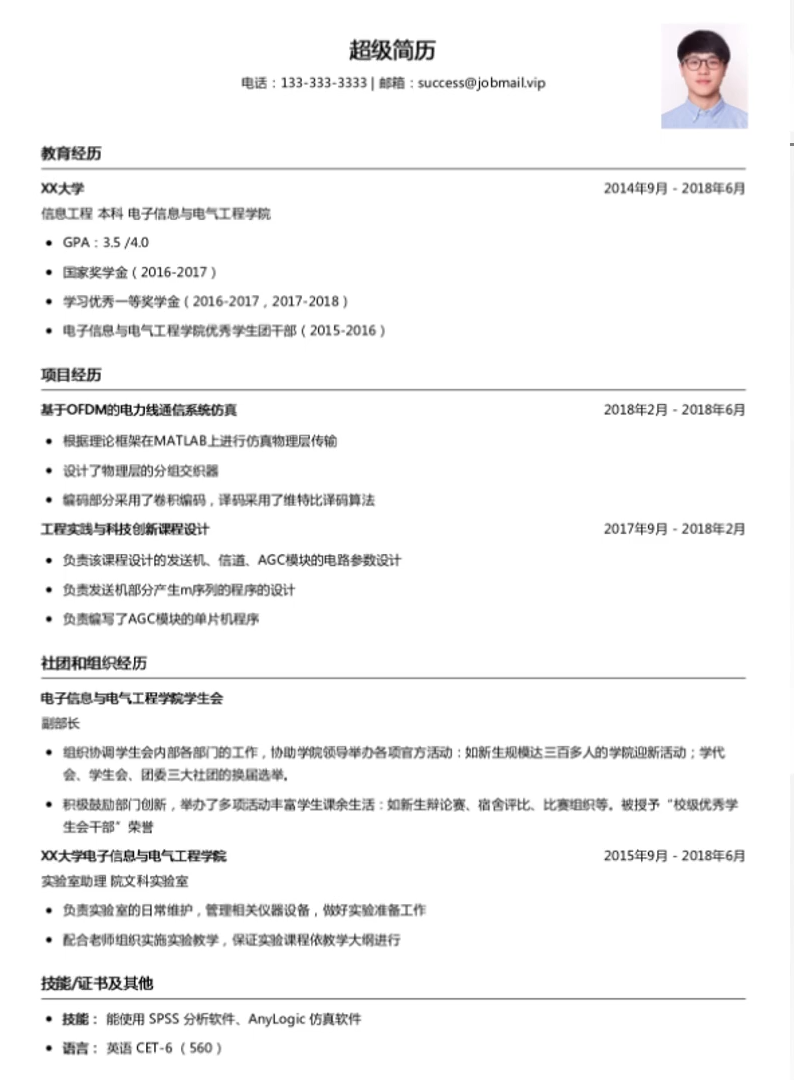 超级简历
电话：133-333-3333 | 邮箱：success@jobmail.vip
教育经历
XX大学 2014年9月 - 2018年6月
信息工程 本科 电子信息与电气工程学院
• GPA：3.5 /4.0
• 国家奖学金（2016-2017）
• 学习优秀一等奖学金（2016-2017，2017-2018）
• 电子信息与电气工程学院优秀学生团干部（2015-2016）
项目经历
基于OFDM的电力线通信系统仿真 2018年2月 - 2018年6月
• 根据理论框架在MATLAB上进行仿真物理层传输
• 设计了物理层的分组交织器
• 编码部分采用了卷积编码，译码采用了维特比译码算法
工程实践与科技创新课程设计 2017年9月 - 2018年2月
• 负责该课程设计的发送机、信道、AGC模块的电路参数设计
• 负责发送机部分产生m序列的程序的设计
• 负责编写了AGC模块的单片机程序
社团和组织经历
电子信息与电气工程学院学生会
副部长
• 组织协调学生会内部各部门的工作，协助学院领导举办各项官方活动：如新生规模达三百多人的学院迎新活动；学代
会、学生会、团委三大社团的换届选举。
• 积极鼓励部门创新，举办了多项活动丰富学生课余生活：如新生辩论赛、宿舍评比、比赛组织等。被授予“校级优秀学
生会干部”荣誉
XX大学电子信息与电气工程学院 2015年9月 - 2018年6月
实验室助理 院文科实验室
• 负责实验室的日常维护，管理相关仪器设备，做好实验准备工作
• 配合老师组织实施实验教学，保证实验课程依教学大纲进行
技能/证书及其他
• 技能： 能使用 SPSS 分析软件、AnyLogic 仿真软件
• 语言： 英语 CET-6 （560）